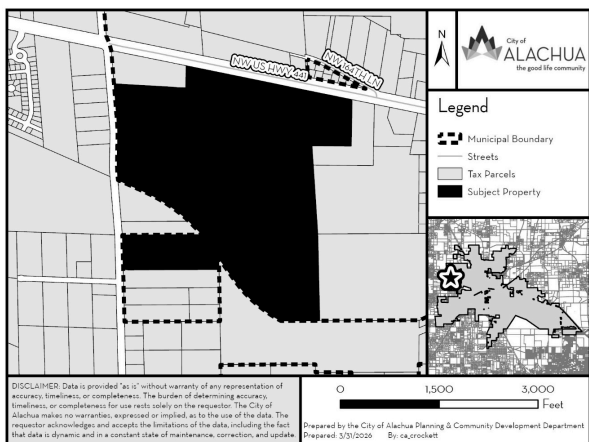 NW US HWY 441
NW 164TH LN
N
City of
ALACHUA
the good life community
Legend
Municipal Boundary
Streets
Tax Parcels
Subject Property
DISCLAIMER: Data is provided "as is" without warranty of any representation of
accuracy, timeliness, or completeness. The burden of determining accuracy,
timeliness, or completeness for use rests solely on the requestor. The City of
Alachua makes no warranties, expressed or implied, as to the use of the data. The
requestor acknowledges and accepts the limitations of the data, including the fact
that data is dynamic and in a constant state of maintenance, correction, and update.
0 1,500 3,000
Feet
Prepared by the City of Alachua Planning & Community Development Department
Prepared: 3/31/2026 By: ca_crockett